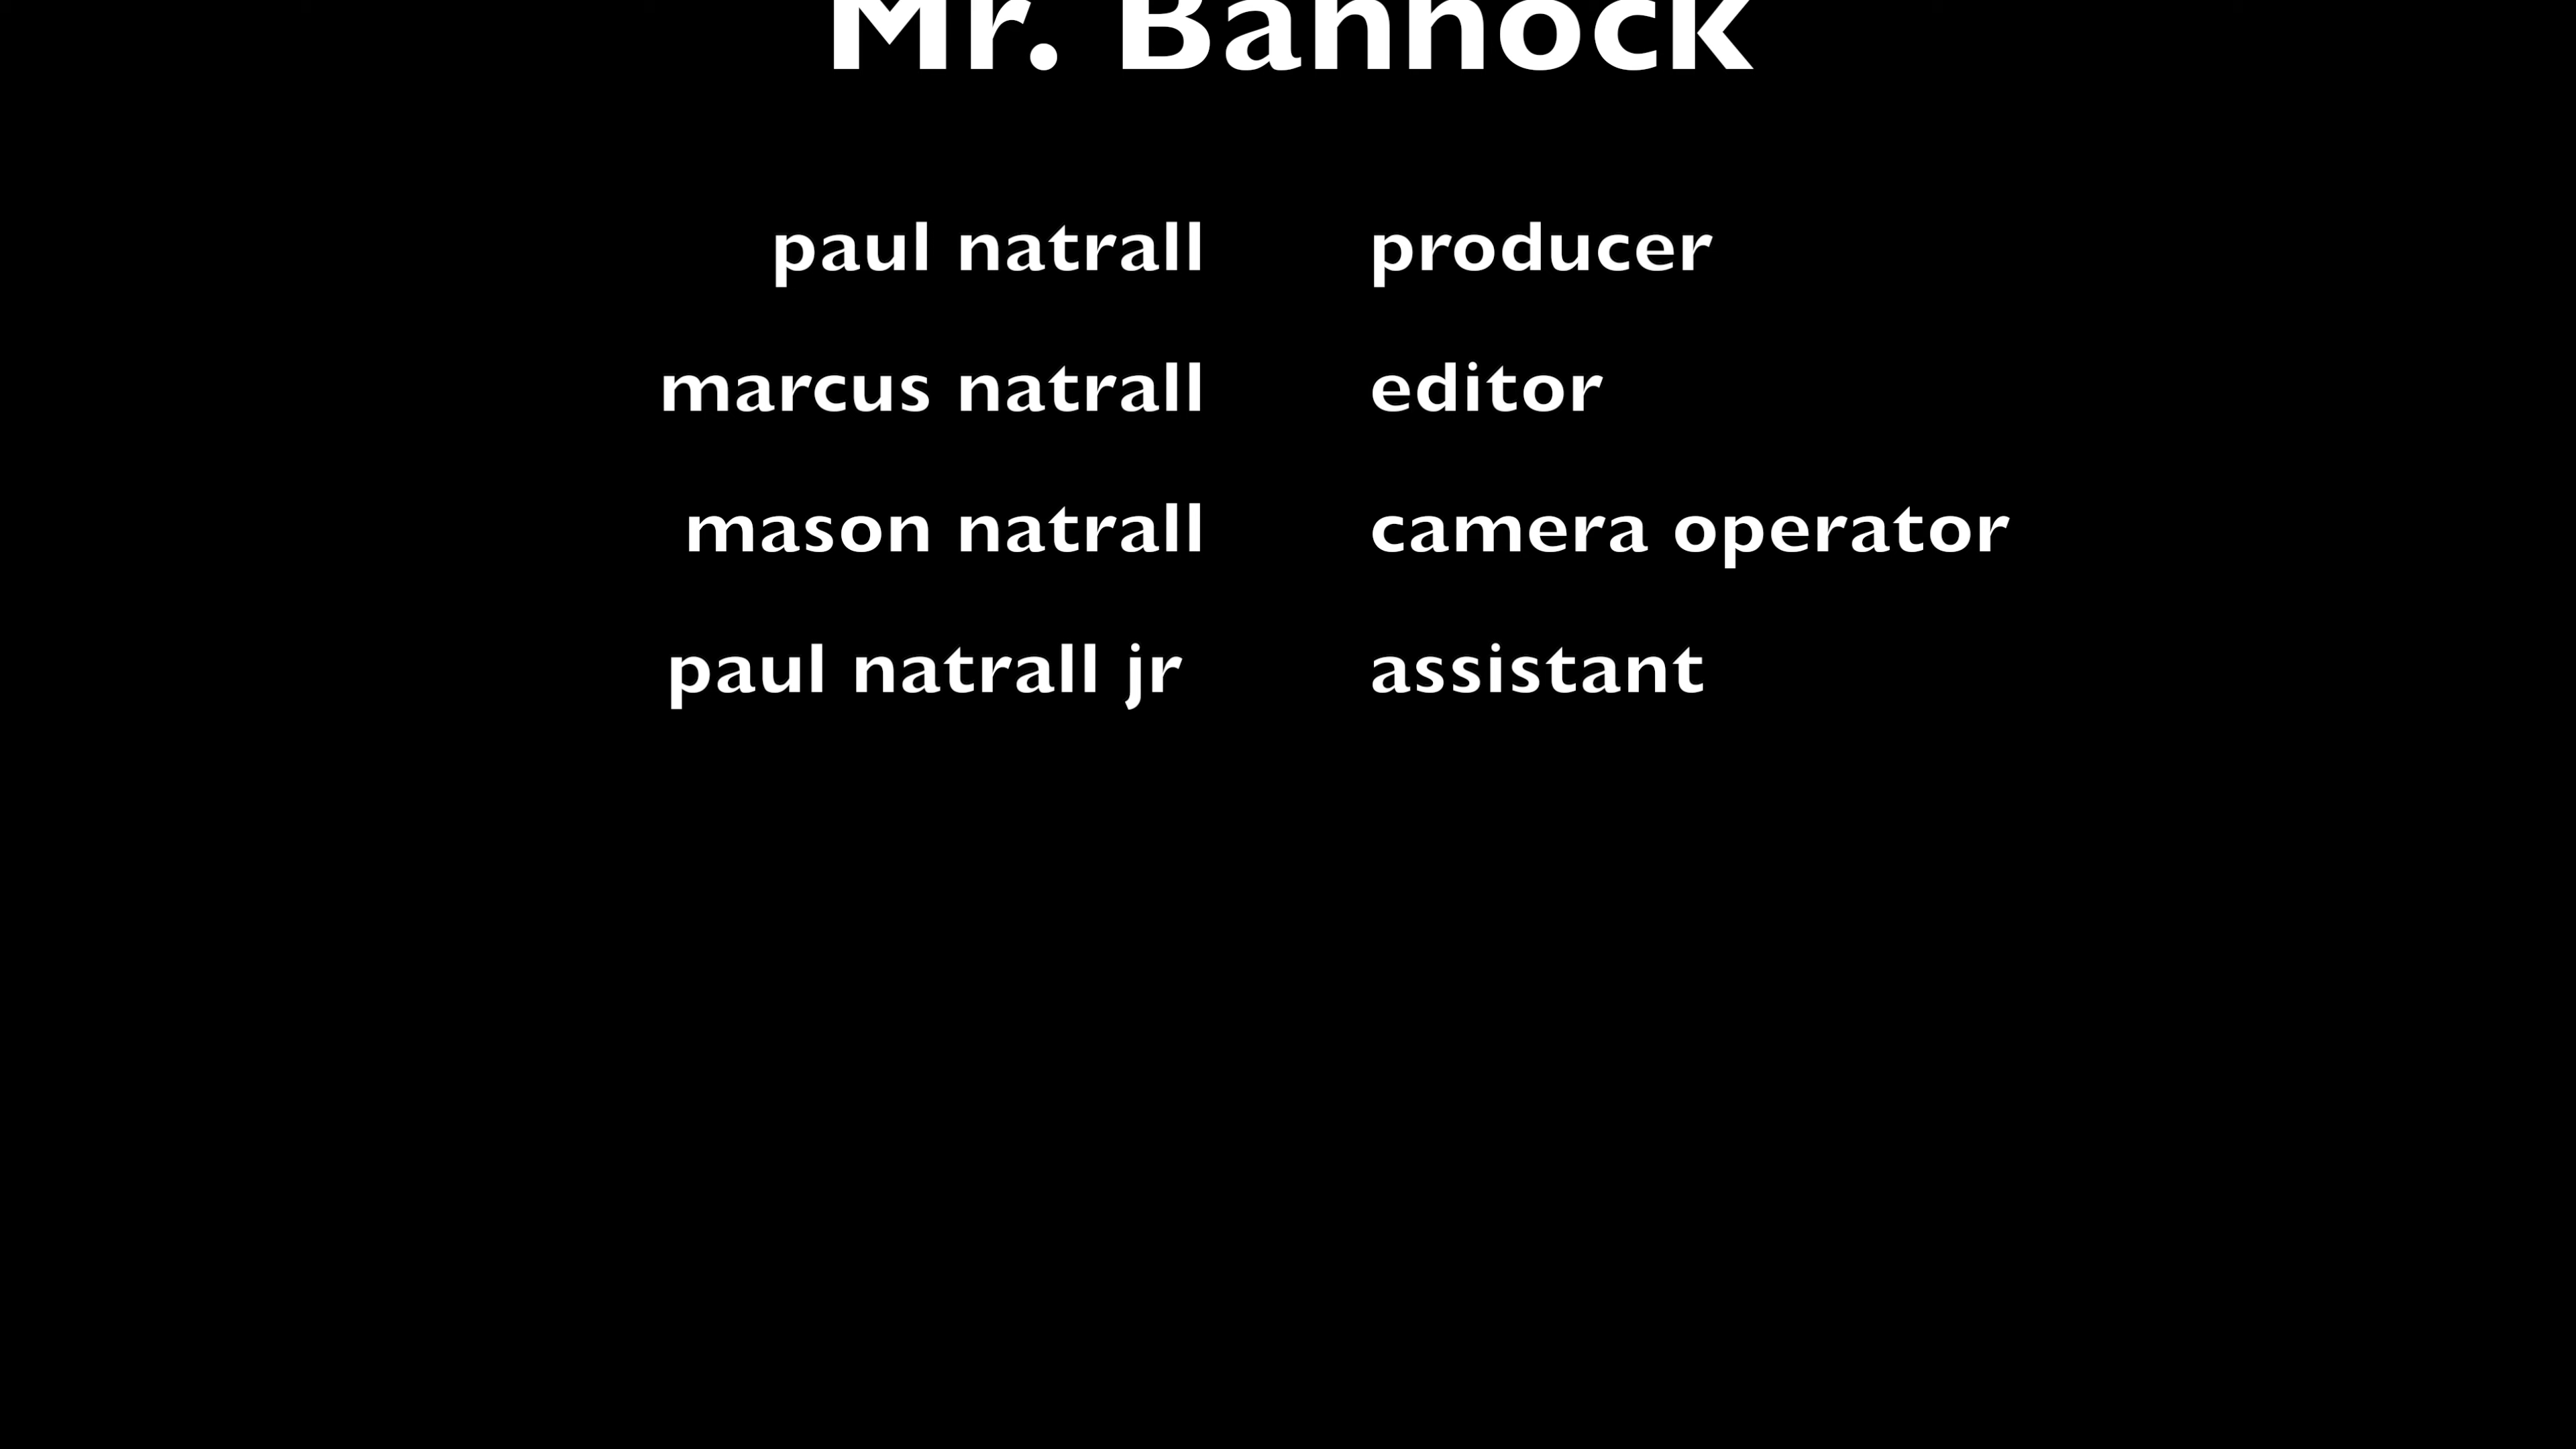 Mr. Bannock
paul natrall producer
marcus natrall editor
mason natrall camera operator
paul natrall jr assistant